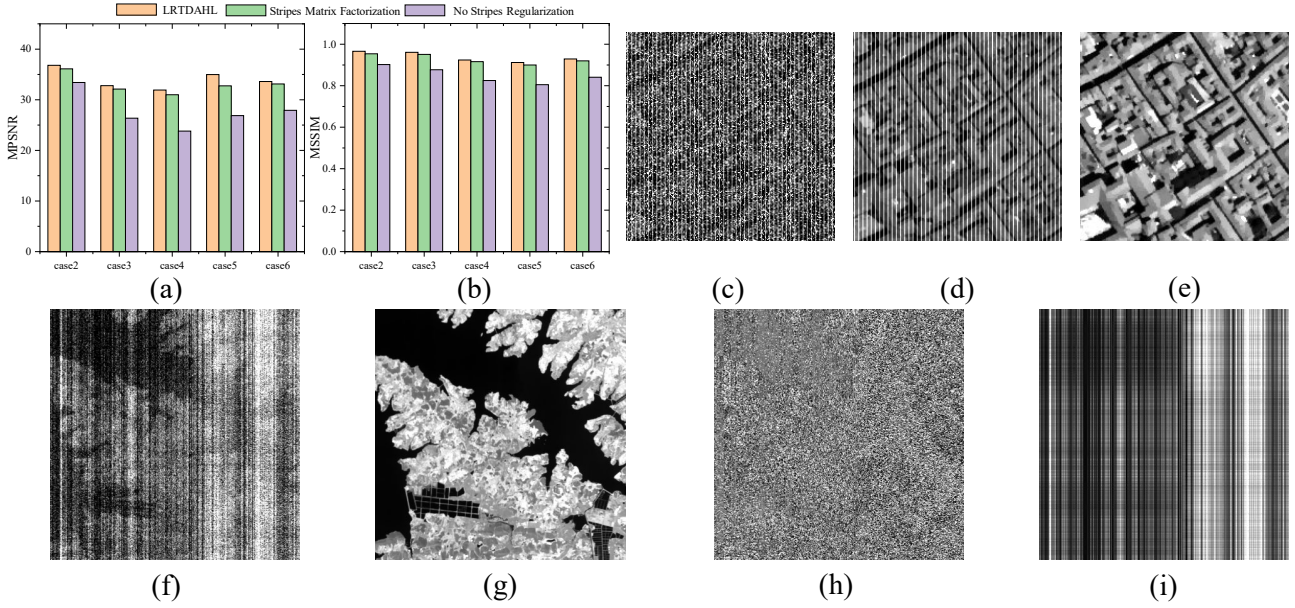 LRTDAHL Stripes Matrix Factorization No Stripes Regularization
MPSNR
40
30
20
10
0
case2 case3 case4 case5 case6
(a)
MSSIM
1.0
0.8
0.6
0.4
0.2
0.0
case2 case3 case4 case5 case6
(b)
(c)
(d)
(e)
(f)
(g)
(h)
(i)